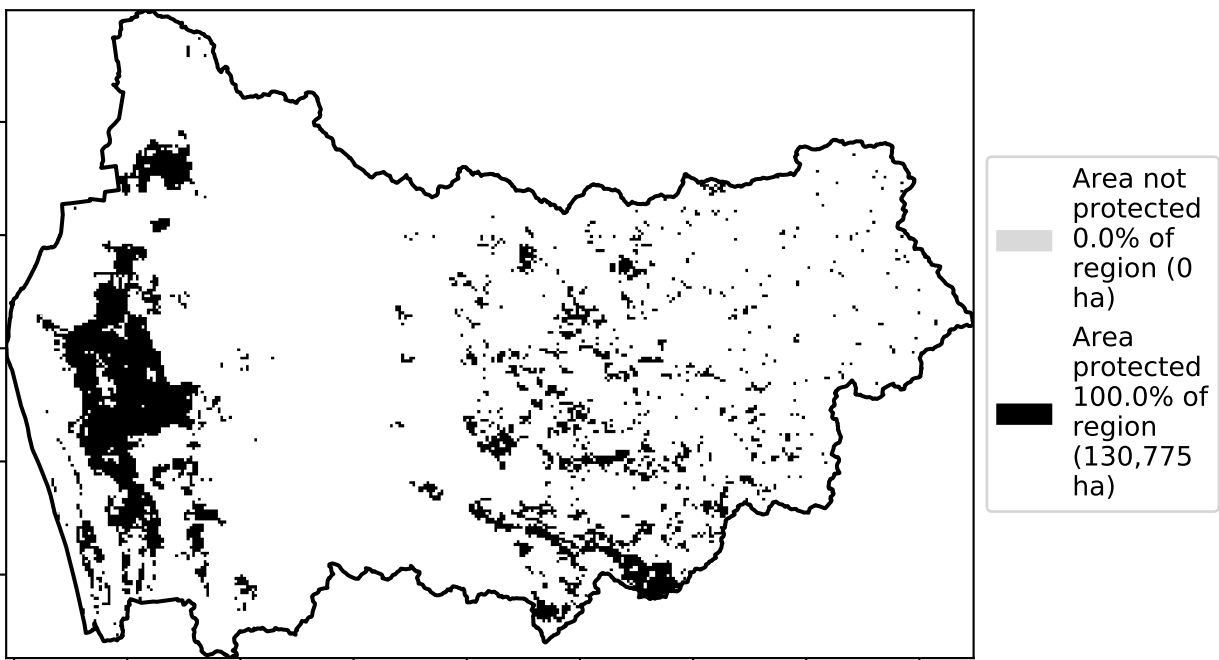 Area not
protected
0.0% of
region (0
ha)
Area
protected
100.0% of
region
(130,775
ha)